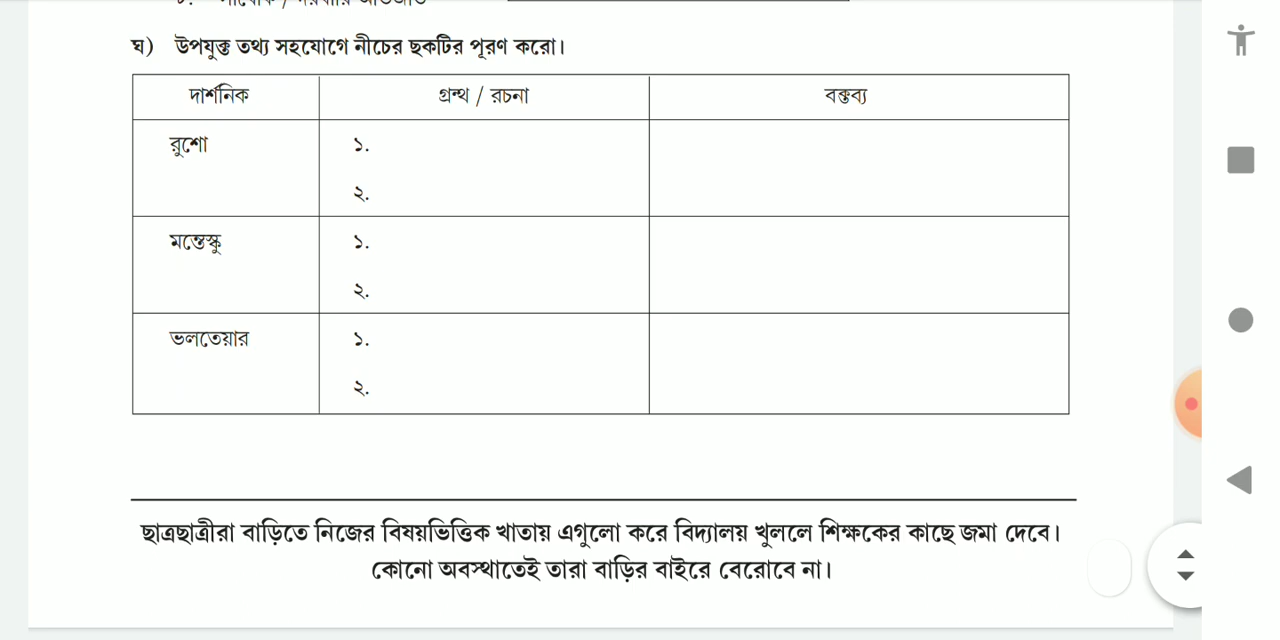 ঘ) উপযুক্ত তথ্য সহযোগে নীচের ছকটির পূরণ করো।
দার্শনিক গ্রন্থ / রচনা বক্তব্য
রুশো ১.
২.
মন্তেস্কু ১.
২.
ভলতেয়ার ১.
২.
ছাত্রছাত্রীরা বাড়িতে নিজের বিষয়ভিত্তিক খাতায় এগুলো করে বিদ্যালয় খুললে শিক্ষকের কাছে জমা দেবে।
কোনো অবস্থাতেই তারা বাড়ির বাইরে বেরোবে না।